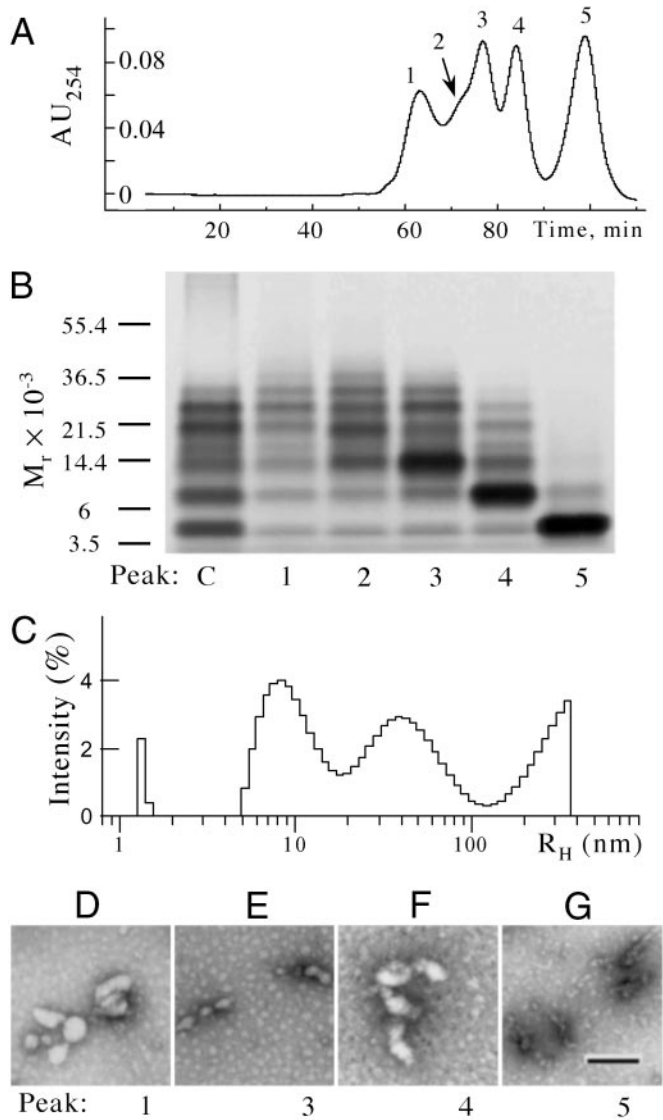 A
AU254
0.08
0.04
0
1
2
3
4
5
20
40
60
80
Time, min
B
Mr × 10-3
55.4
36.5
21.5
14.4
6
3.5
Peak: C 1 2 3 4 5
C
Intensity (%)
4
2
0
1
10
100
RH (nm)
D E F G
Peak: 1 3 4 5